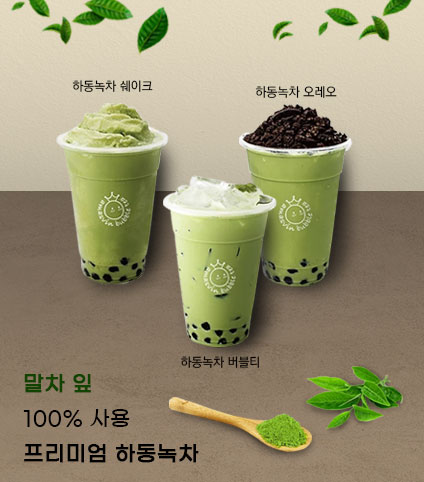 하동녹차 쉐이크
하동녹차 오레오
하동녹차 버블티
말차 잎
100% 사용
프리미엄 하동녹차